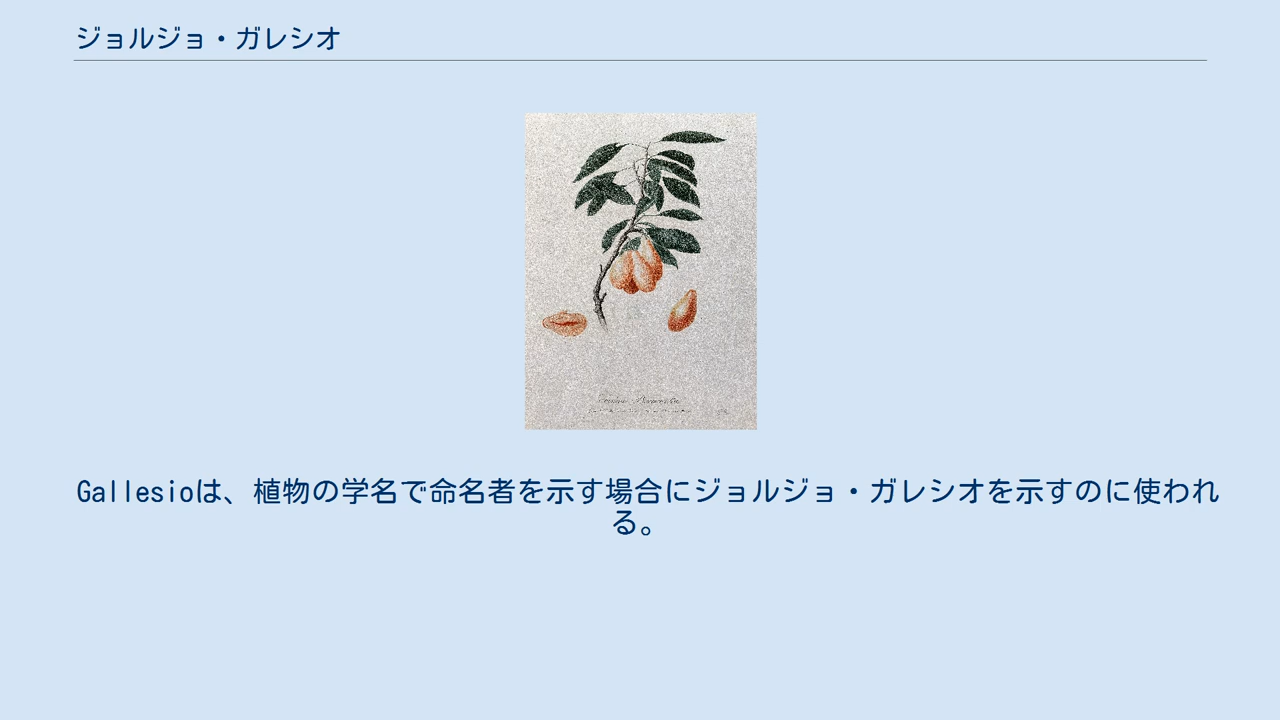 ジョルジョ・ガレシオ
Gallesioは、植物の学名で命名者を示す場合にジョルジョ・ガレシオを示すのに使われ
る。